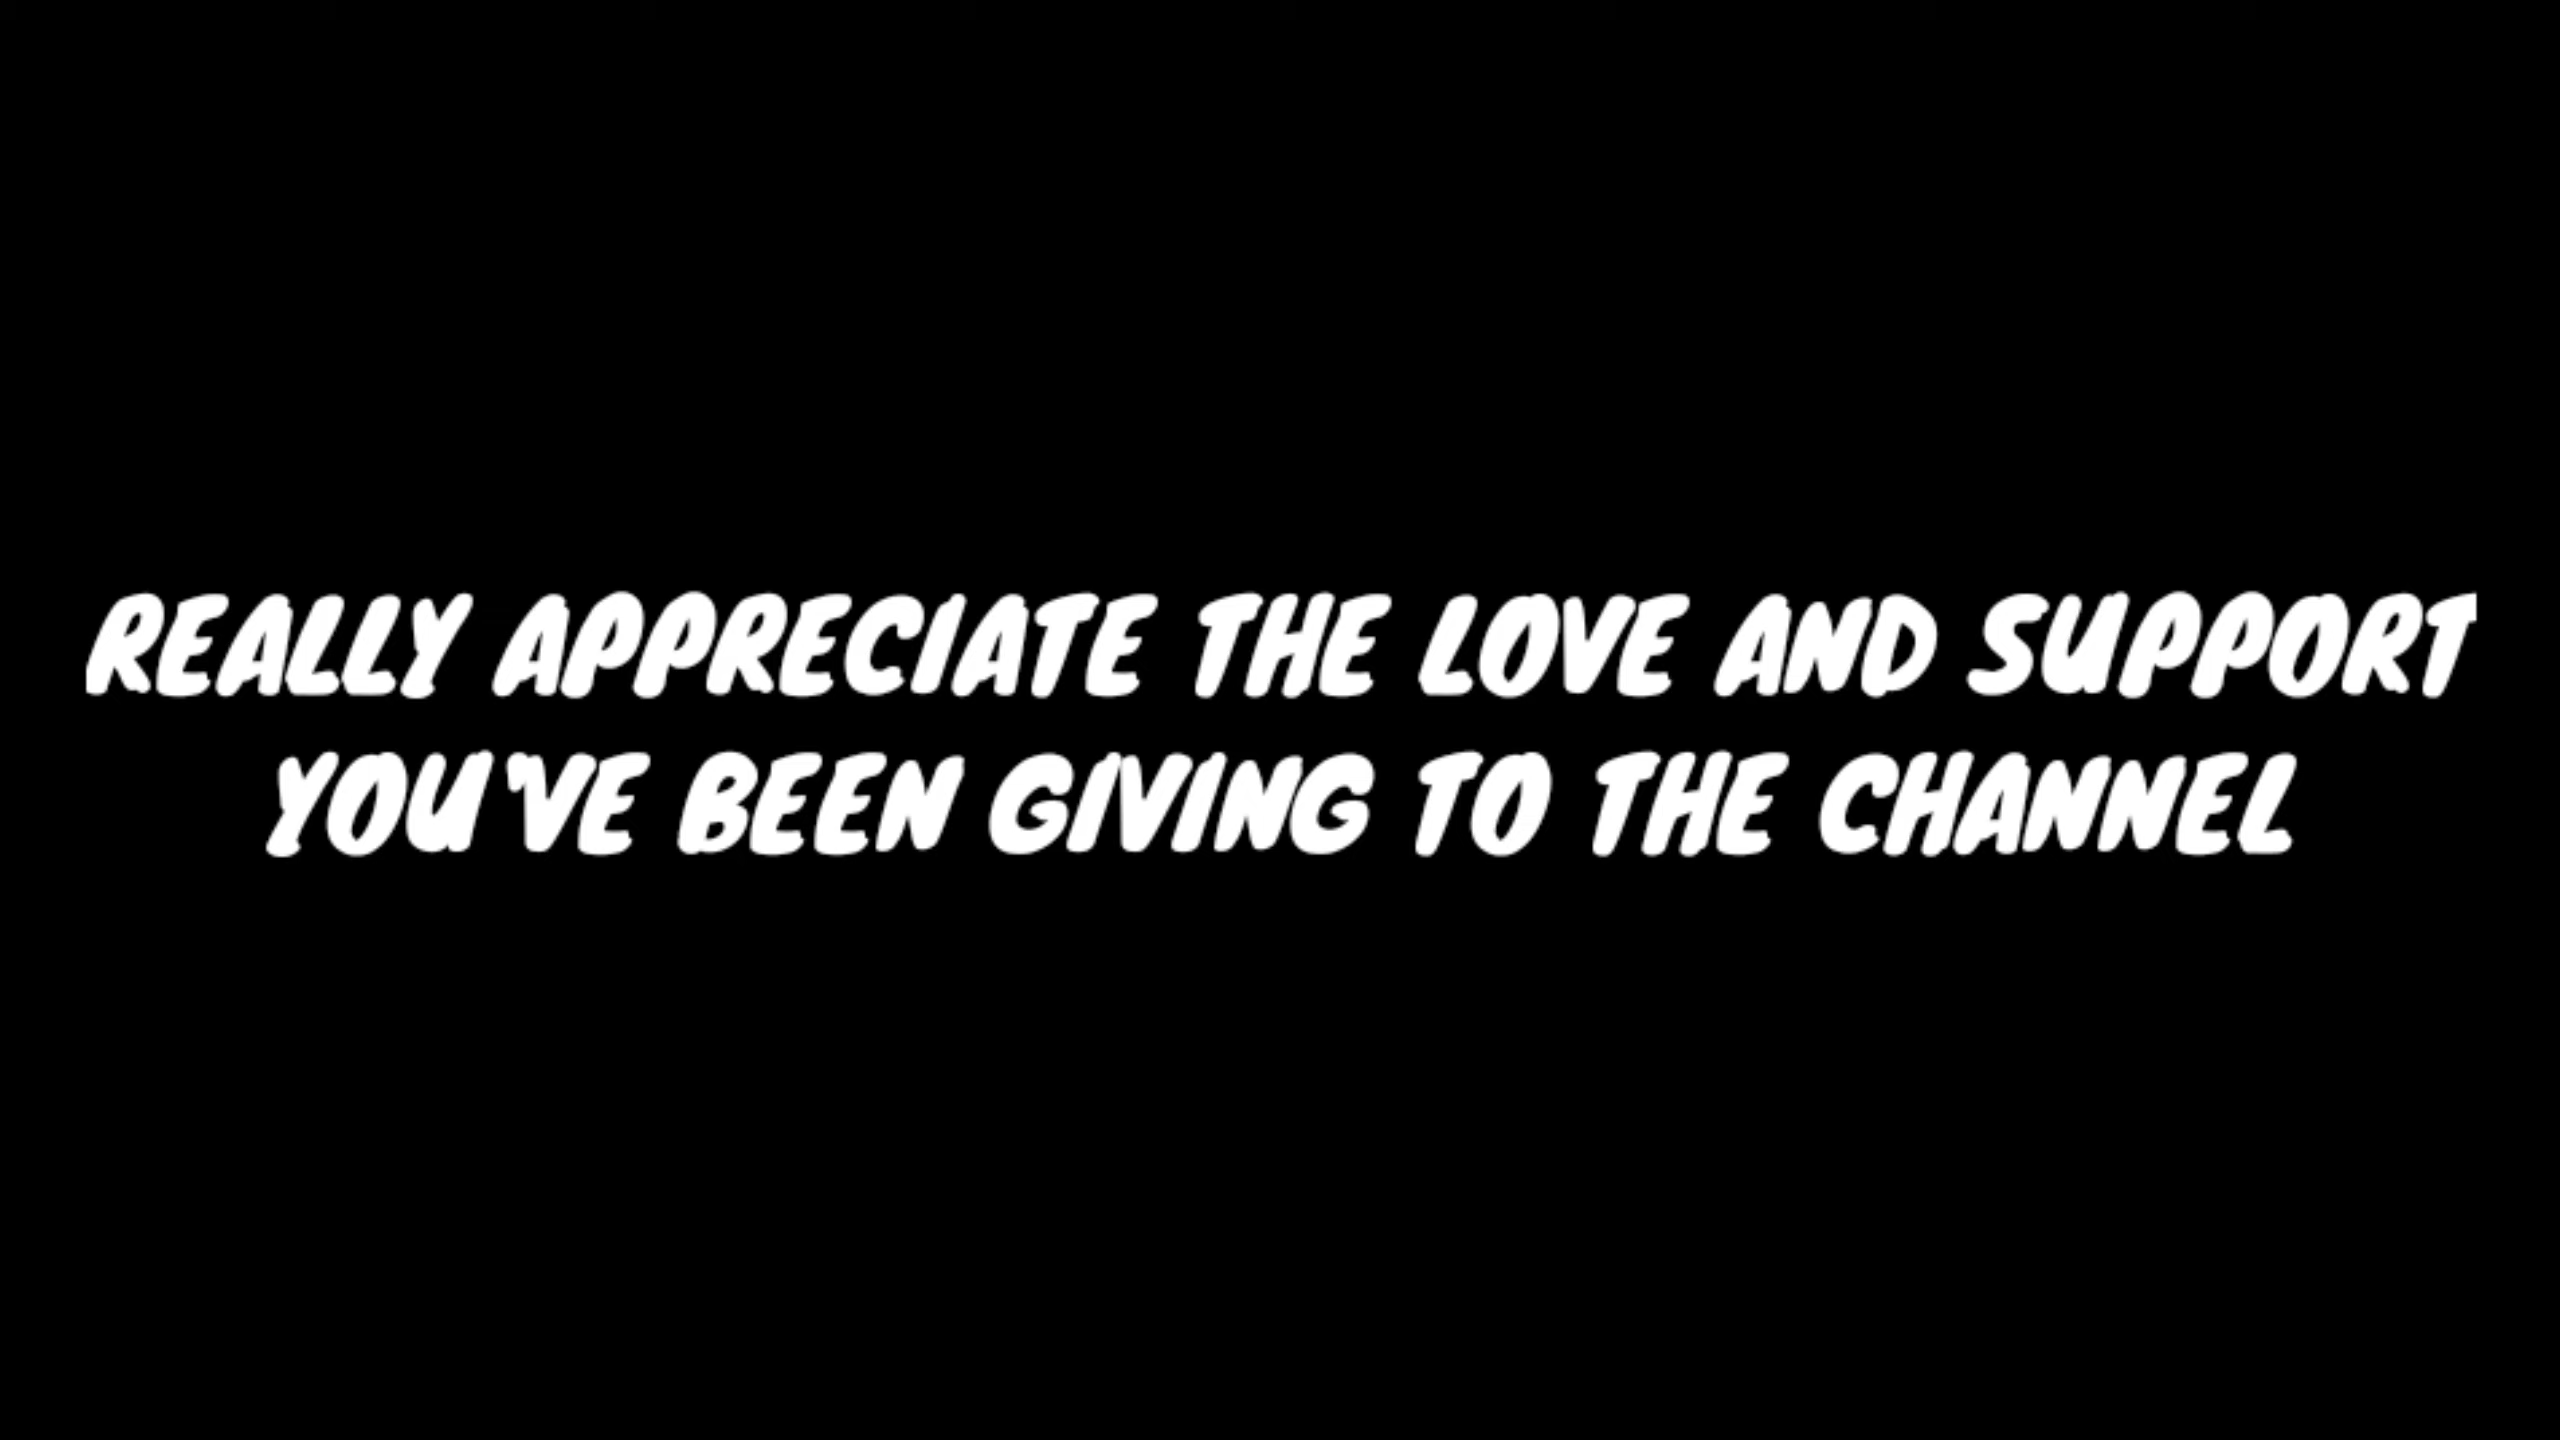 REALLY APPRECIATE THE LOVE AND SUPPORT
YOU'VE BEEN GIVING TO THE CHANNEL